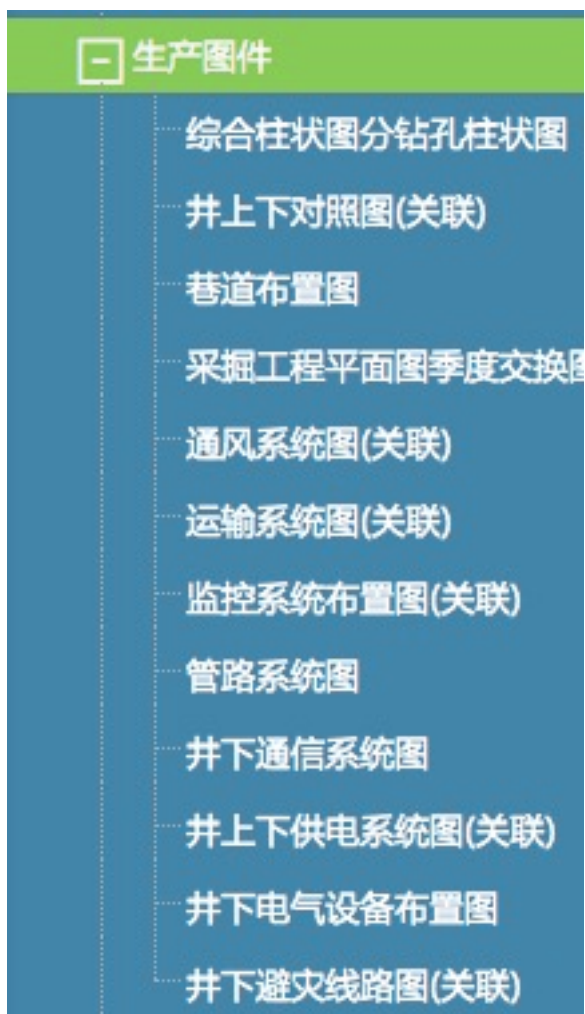 生产图件
综合柱状图分钻孔柱状图
井上下对照图(关联)
巷道布置图
采掘工程平面图季度交换图
通风系统图(关联)
运输系统图(关联)
监控系统布置图(关联)
管路系统图
井下通信系统图
井上下供电系统图(关联)
井下电气设备布置图
井下避灾线路图(关联)